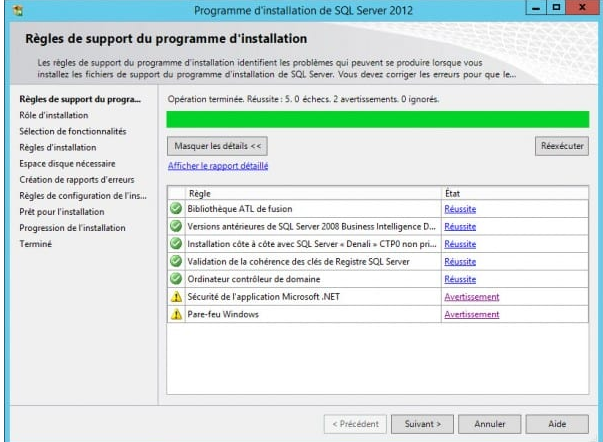 Programme d'installation de SQL Server 2012
Règles de support du programme d'installation
Les règles de support du programme d'installation identifient les problèmes qui peuvent se produire lorsque vous
installez les fichiers de support du programme d'installation de SQL Server. Vous devez corriger les erreurs pour que le...
Règles de support du progra...
Rôle d'installation
Sélection de fonctionnalités
Règles d'installation
Espace disque nécessaire
Création de rapports d'erreurs
Règles de configuration de l'ins...
Prêt pour l'installation
Progression de l'installation
Terminé
Opération terminée. Réussite : 5. 0 échecs. 2 avertissements. 0 ignorés.
Masquer les détails <<
Réexécuter
Afficher le rapport détaillé
Règle État
Bibliothèque ATL de fusion Réussite
Versions antérieures de SQL Server 2008 Business Intelligence D... Réussite
Installation côte à côte avec SQL Server « Denali » CTP0 non pri... Réussite
Validation de la cohérence des clés de Registre SQL Server Réussite
Ordinateur contrôleur de domaine Réussite
Sécurité de l'application Microsoft .NET Avertissement
Pare-feu Windows Avertissement
< Précédent Suivant > Annuler Aide